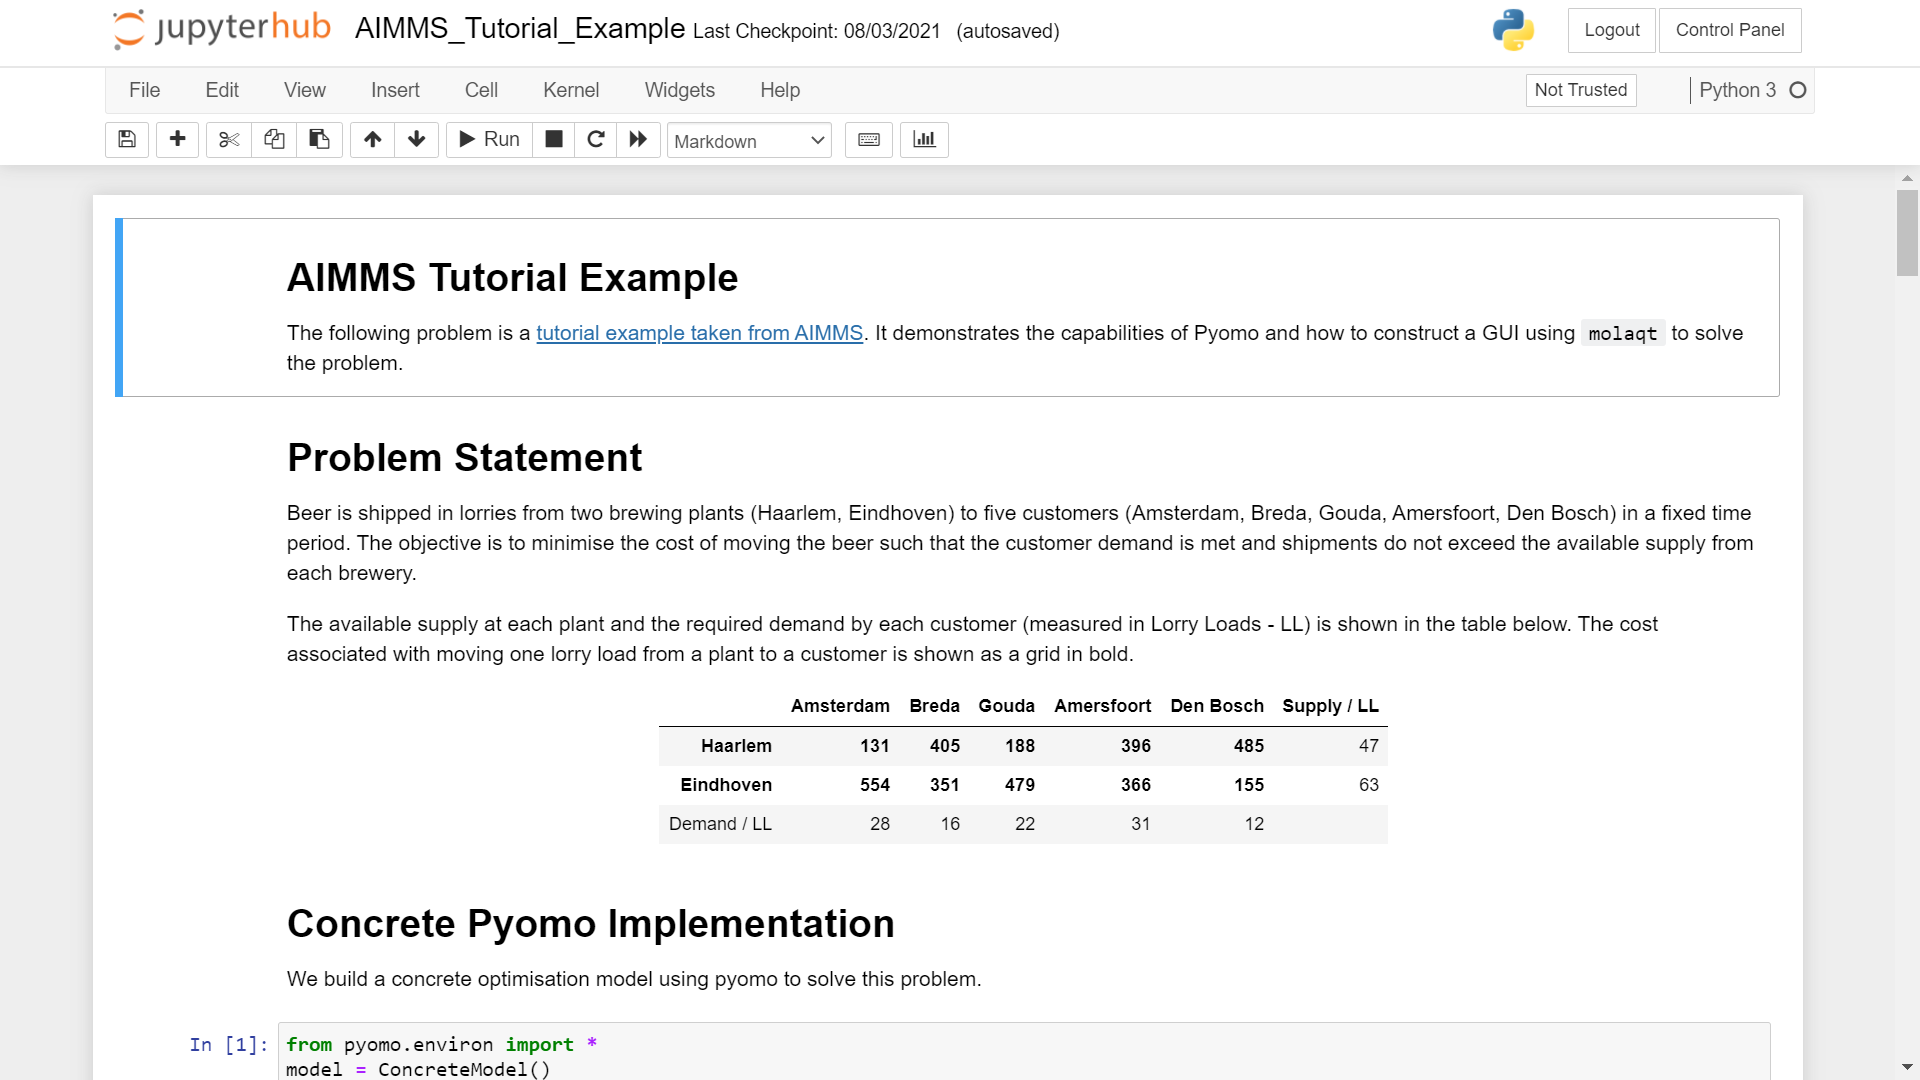 jupyterhub AIMMS_Tutorial_Example Last Checkpoint: 08/03/2021 (autosaved) Logout Control Panel
File Edit View Insert Cell Kernel Widgets Help Not Trusted Python 3
Run Markdown
AIMMS Tutorial Example
The following problem is a tutorial example taken from AIMMS. It demonstrates the capabilities of Pyomo and how to construct a GUI using molaqt to solve
the problem.
Problem Statement
Beer is shipped in lorries from two brewing plants (Haarlem, Eindhoven) to five customers (Amsterdam, Breda, Gouda, Amersfoort, Den Bosch) in a fixed time
period. The objective is to minimise the cost of moving the beer such that the customer demand is met and shipments do not exceed the available supply from
each brewery.
The available supply at each plant and the required demand by each customer (measured in Lorry Loads - LL) is shown in the table below. The cost
associated with moving one lorry load from a plant to a customer is shown as a grid in bold.
Amsterdam Breda Gouda Amersfoort Den Bosch Supply / LL
Haarlem 131 405 188 396 485 47
Eindhoven 554 351 479 366 155 63
Demand / LL 28 16 22 31 12
Concrete Pyomo Implementation
We build a concrete optimisation model using pyomo to solve this problem.
In [1]: from pyomo.environ import *
model = ConcreteModel()